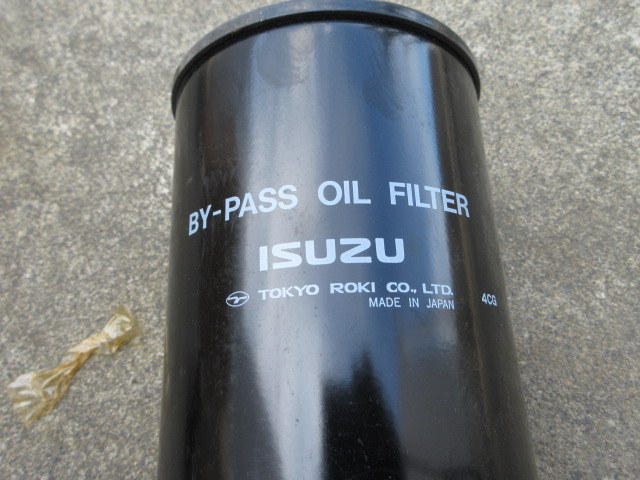 BY-PASS OIL FILTER
ISUZU
TOKYO ROKI CO., LTD.
MADE IN JAPAN 4CG